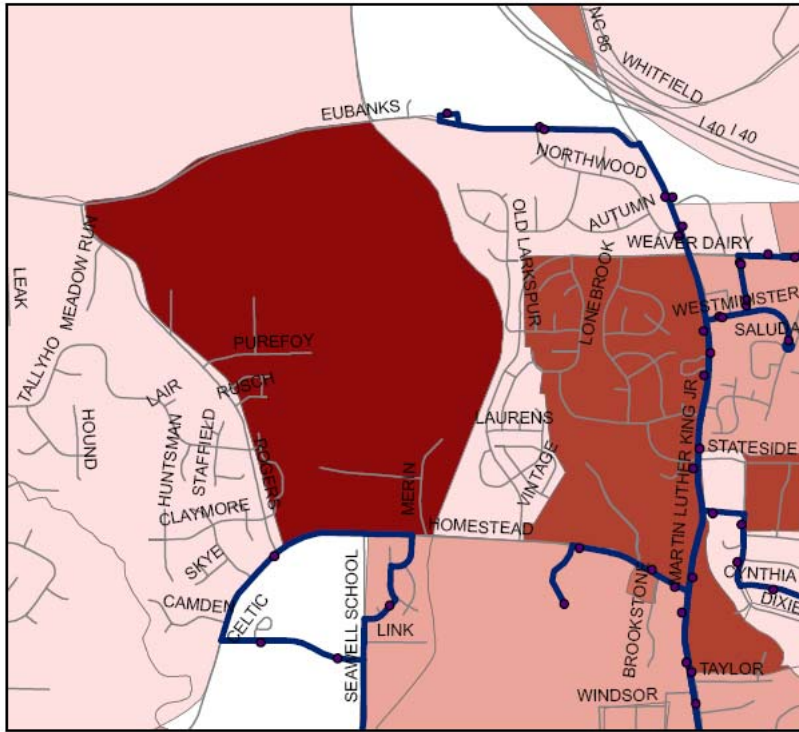 NC 86
WHITFIELD
I 40 I 40
EUBANKS
NORTHWOOD
AUTUMN
OLD LARKSPUR
WEAVER DAIRY
MEADOW RUN
LEAK
LONEBROOK
WESTMINISTER
SALUDA
TALLYHO
PUREFOY
LAIR
RUSCH
MARTIN LUTHER KING JR
HOUND
HUNTSMAN
STAFFIELD
ROGERS
LAURENS
VINTAGE
STATESIDE
MERIN
CLAYMORE
HOMESTEAD
SKYE
CYNTHIA
DIXIE
CAMDEN
CELTIC
SEAWELL SCHOOL
LINK
BROOKSTONE
TAYLOR
WINDSOR